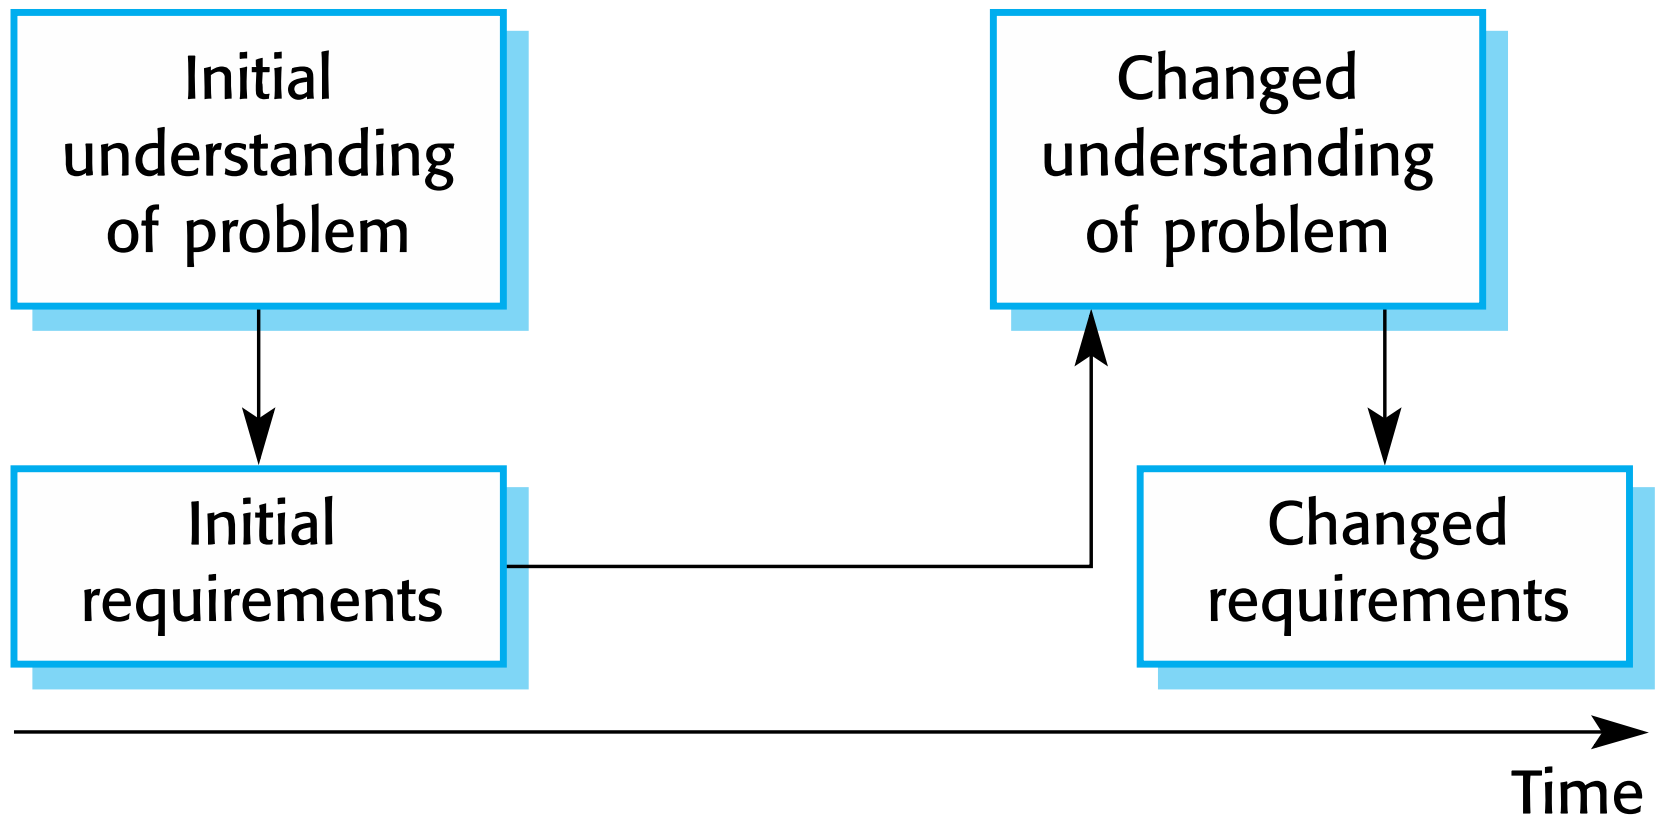 Initial
understanding
of problem
Changed
understanding
of problem
Initial
requirements
Changed
requirements
Time